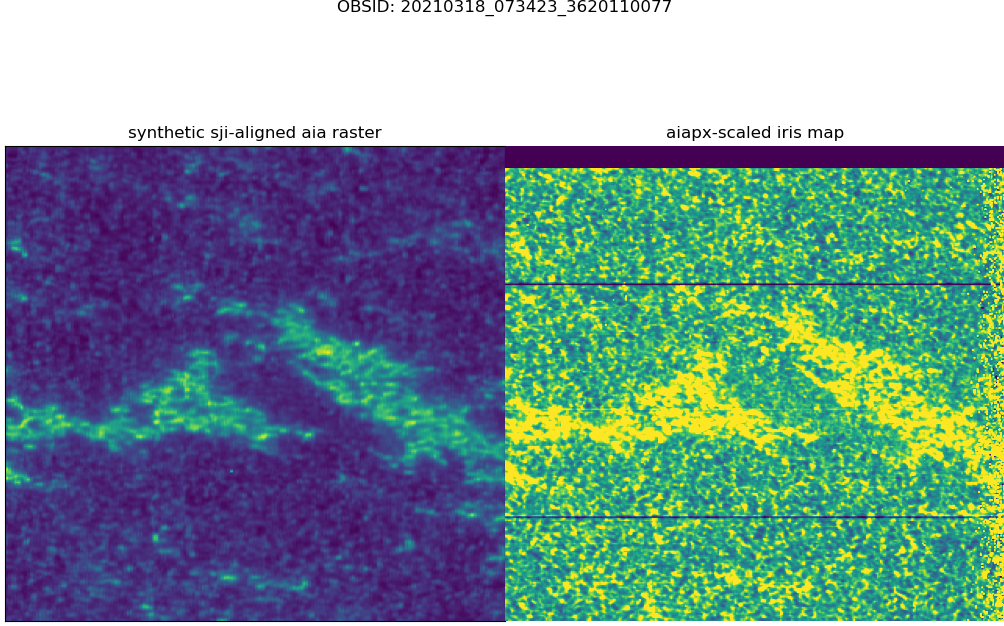 OBSID: 20210318_073423_3620110077
synthetic sji-aligned aia raster
aiapx-scaled iris map